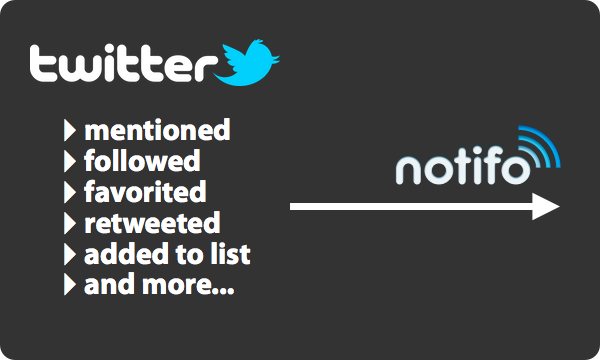 twitter
mentioned
followed
favorited
retweeted
added to list
and more...
notifo